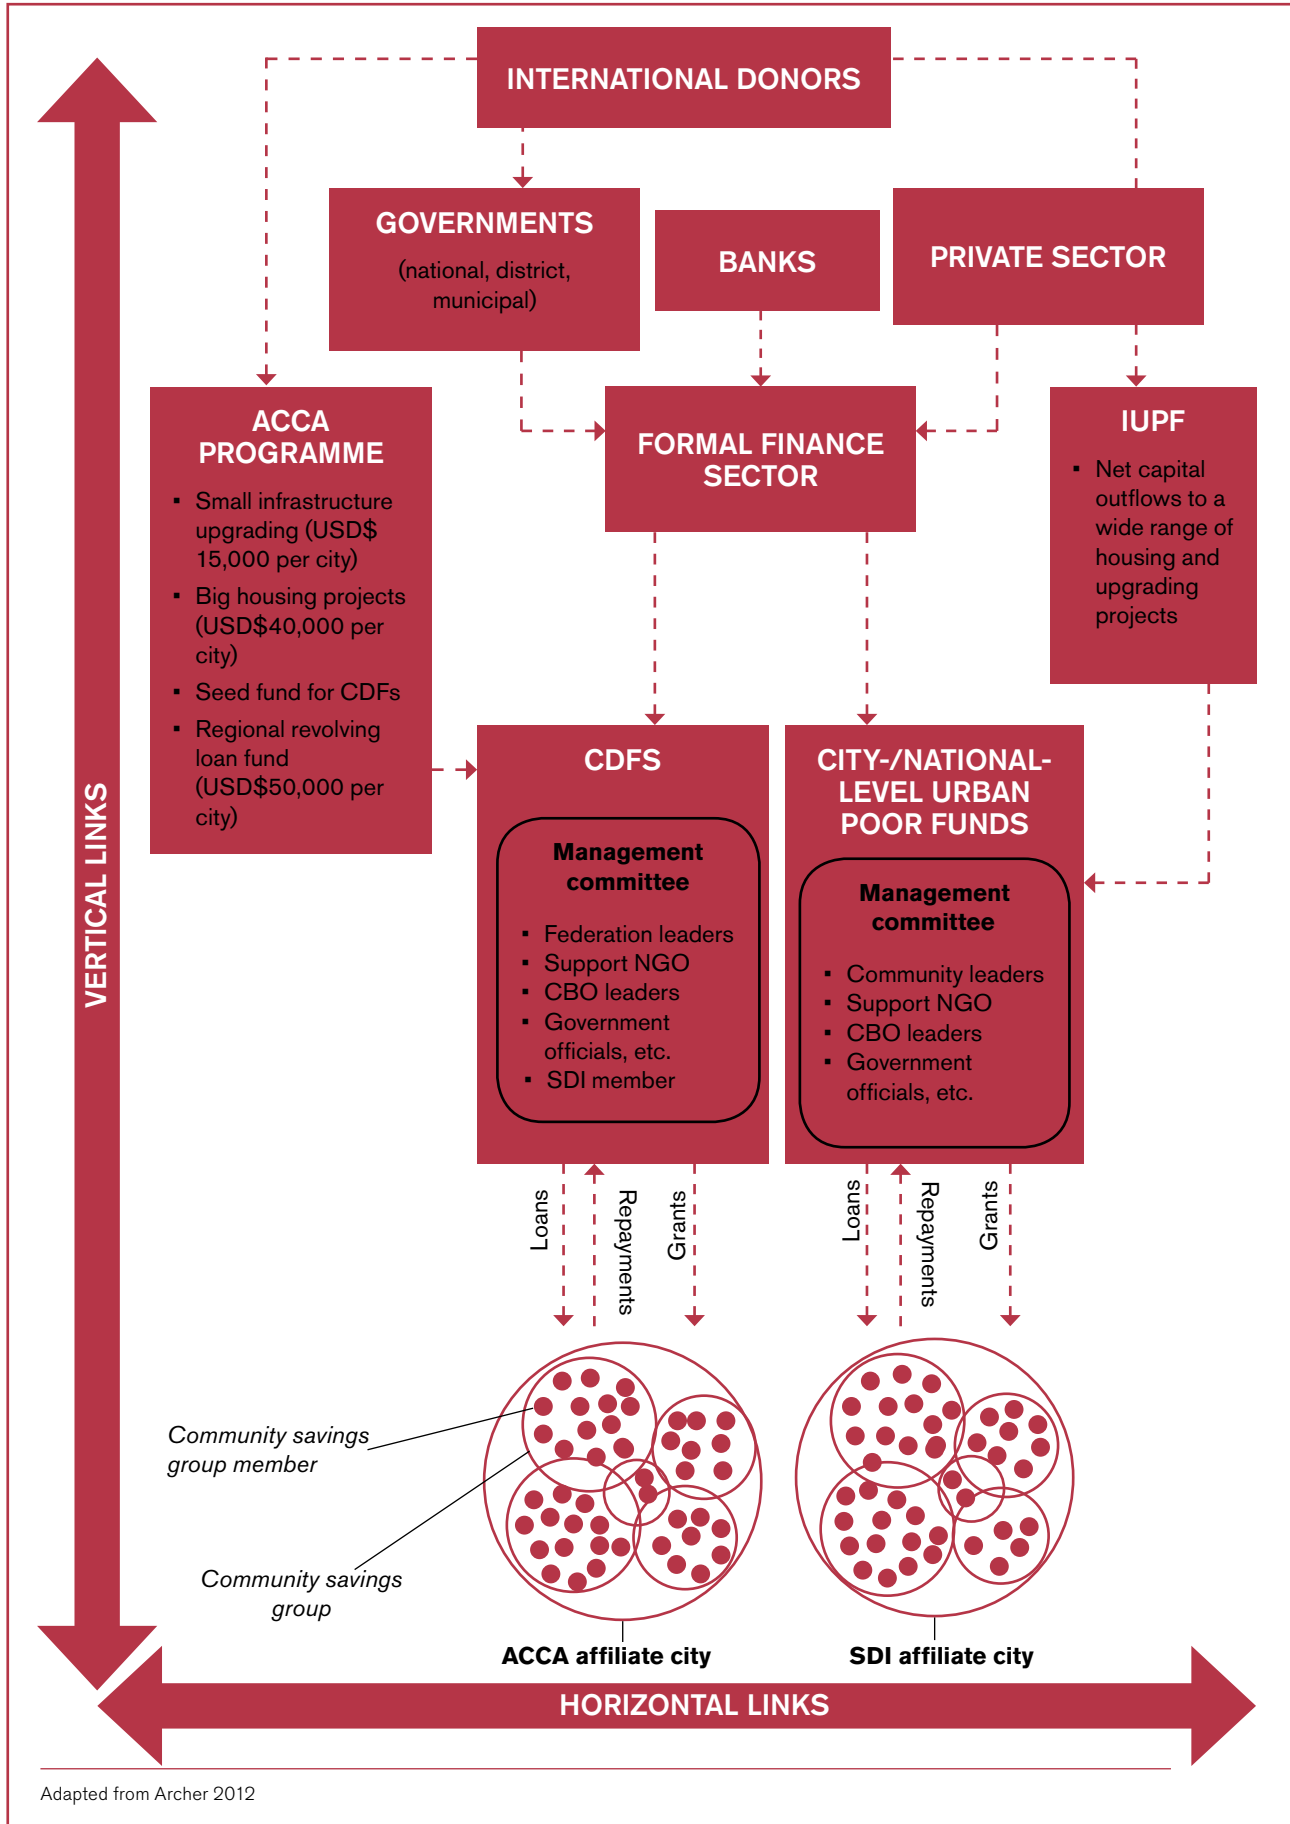 INTERNATIONAL DONORS
GOVERNMENTS
(national, district,
municipal)
BANKS
PRIVATE SECTOR
ACCA
PROGRAMME
▪ Small infrastructure
upgrading (USD$
15,000 per city)
▪ Big housing projects
(USD$40,000 per
city)
▪ Seed fund for CDFs
▪ Regional revolving
loan fund
(USD$50,000 per
city)
FORMAL FINANCE
SECTOR
IUPF
▪ Net capital
outflows to a
wide range of
housing and
upgrading
projects
CDFS
Management
committee
▪ Federation leaders
▪ Support NGO
▪ CBO leaders
▪ Government
officials, etc.
▪ SDI member
CITY-/NATIONAL-
LEVEL URBAN
POOR FUNDS
Management
committee
▪ Community leaders
▪ Support NGO
▪ CBO leaders
▪ Government
officials, etc.
VERTICAL LINKS
Loans
Repayments
Grants
Loans
Repayments
Grants
Community savings
group member
Community savings
group
ACCA affiliate city
SDI affiliate city
HORIZONTAL LINKS
Adapted from Archer 2012